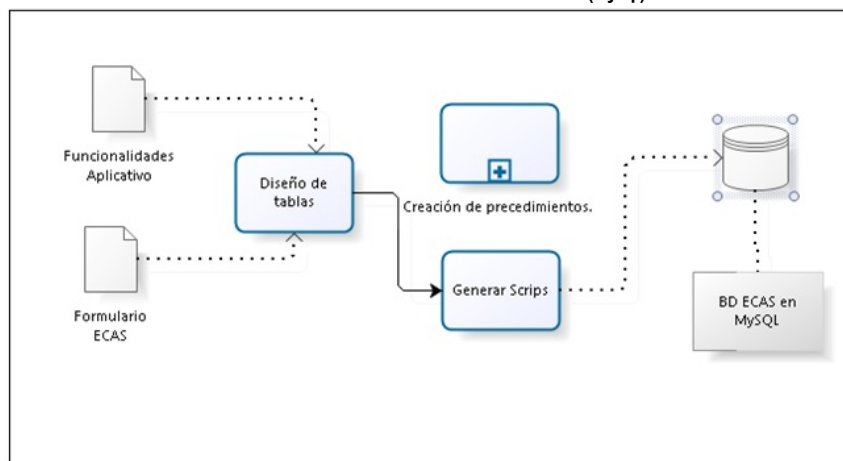 Funcionalidades
Aplicativo
Diseño de
tablas
Creación de precedimientos.
Formulario
ECAS
Generar Scrips
BD ECAS en
MySQL